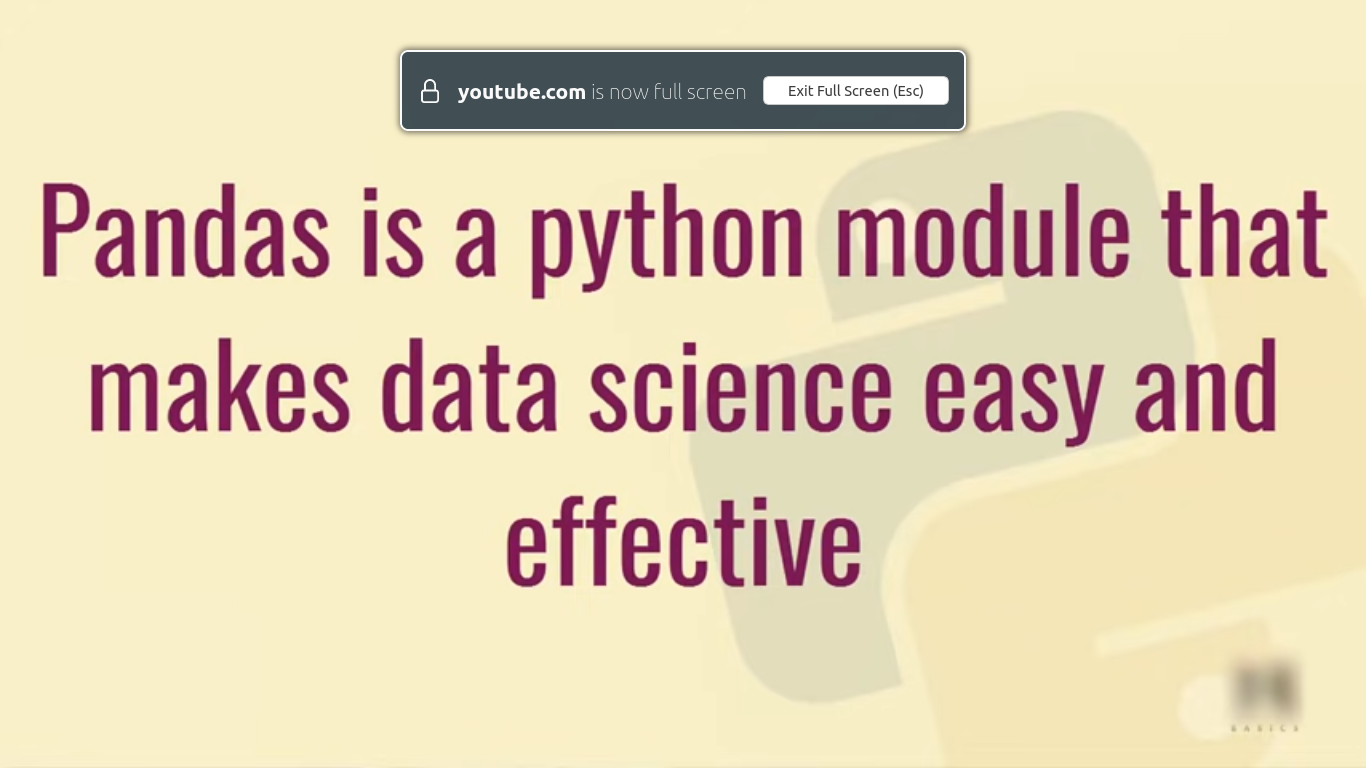 youtube.com is now full screen Exit Full Screen (Esc)
Pandas is a python module that
makes data science easy and
effective
BASICS